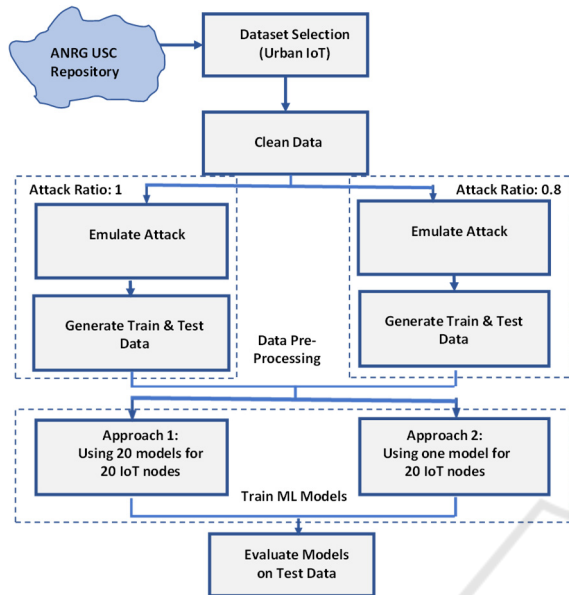 ANRG USC
Repository
Dataset Selection
(Urban IoT)
Clean Data
Attack Ratio: 1
Attack Ratio: 0.8
Emulate Attack
Emulate Attack
Generate Train & Test
Data
Generate Train & Test
Data
Data Pre-
Processing
Approach 1:
Using 20 models for
20 IoT nodes
Approach 2:
Using one model for
20 IoT nodes
Train ML Models
Evaluate Models
on Test Data